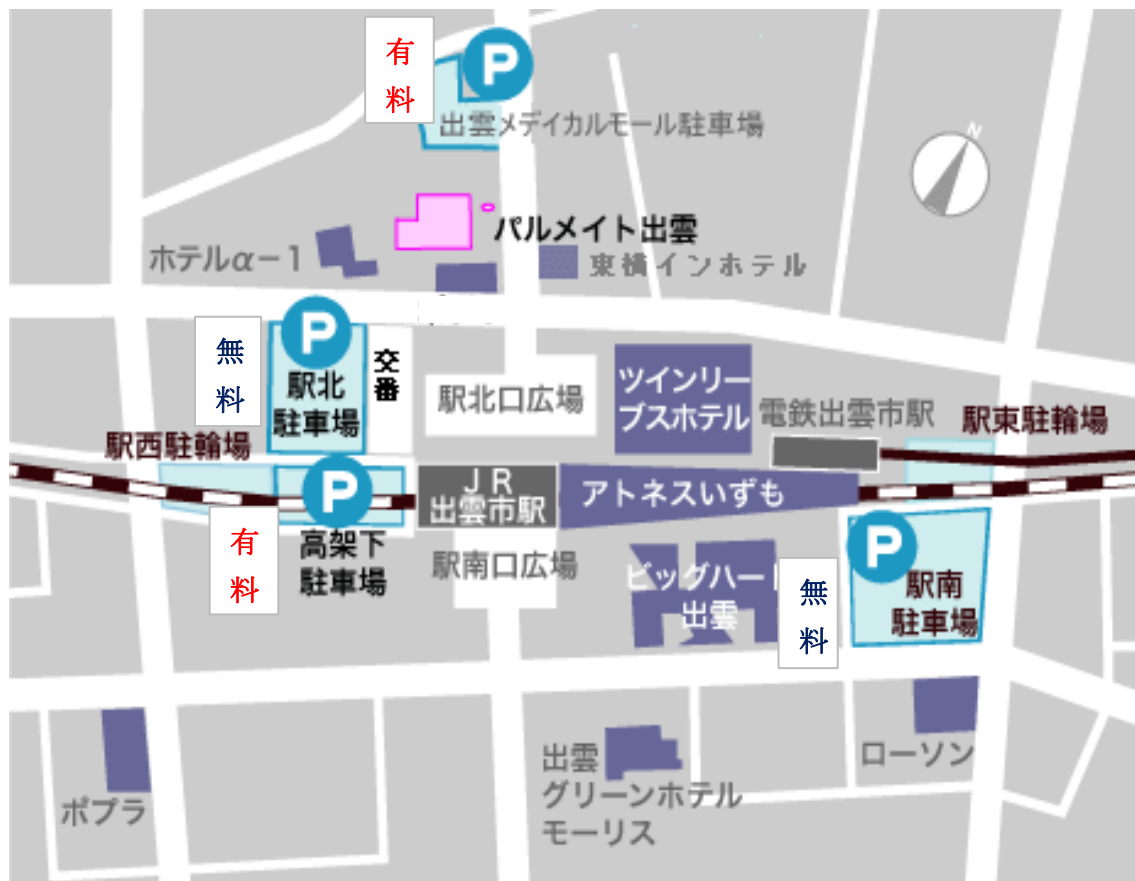 有
料
P
出雲メディカルモール駐車場
N
パルメイト出雲
ホテルα－1
東横インホテル
無
料
P
駅北
駐車場
交
番
駅北口広場
ツインリー
ブスホテル
電鉄出雲市駅
駅東駐輪場
駅西駐輪場
P
JR
出雲市駅
アトネスいずも
有
料
高架下
駐車場
駅南口広場
ビッグハート
出雲
無
料
P
駅南
駐車場
ポプラ
出雲
グリーンホテル
モーリス
ローソン